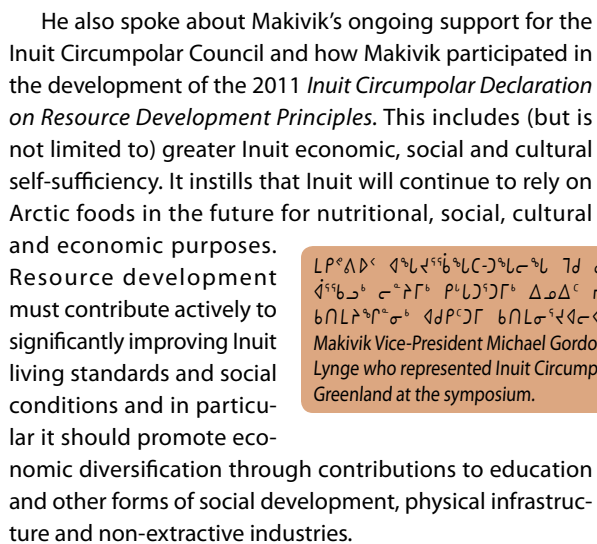 He also spoke about Makivik’s ongoing support for the
Inuit Circumpolar Council and how Makivik participated in
the development of the 2011 Inuit Circumpolar Declaration
on Resource Development Principles. This includes (but is
not limited to) greater Inuit economic, social and cultural
self-sufficiency. It instills that Inuit will continue to rely on
Arctic foods in the future for nutritional, social, cultural
and economic purposes.
Resource development
must contribute actively to
significantly improving Inuit
living standards and social
conditions and in particu-
lar it should promote eco-
nomic diversification through contributions to education
and other forms of social development, physical infrastruc-
ture and non-extractive industries.
ᒪᑭᕝᕕᐅᑉ ᐊᖓᔪᕐᖄᖓᑕ-ᑐᖓᓕᖓ ᒉᑯ
ᑲᑎᒪᔨᖏᓐᓂᒃ ᐊᑯᑭᑦᑐᒥ
Makivik Vice-President Michael
Lynge who represented Inuit
Greenland at the symposium.